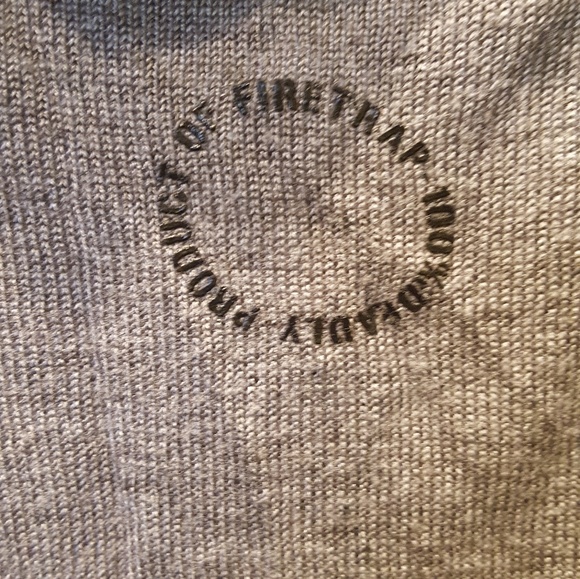 PRODUCT OF FIRETRAP-100% DEADLY-